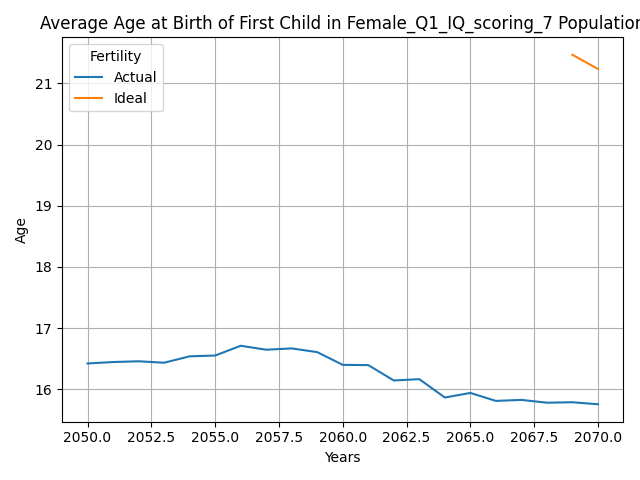 Average Age at Birth of First Child in Female_Q1_IQ_scoring_7 Population
Fertility
Actual
Ideal
21
20
19
18
17
16
Age
2050.0 2052.5 2055.0 2057.5 2060.0 2062.5 2065.0 2067.5 2070.0
Years